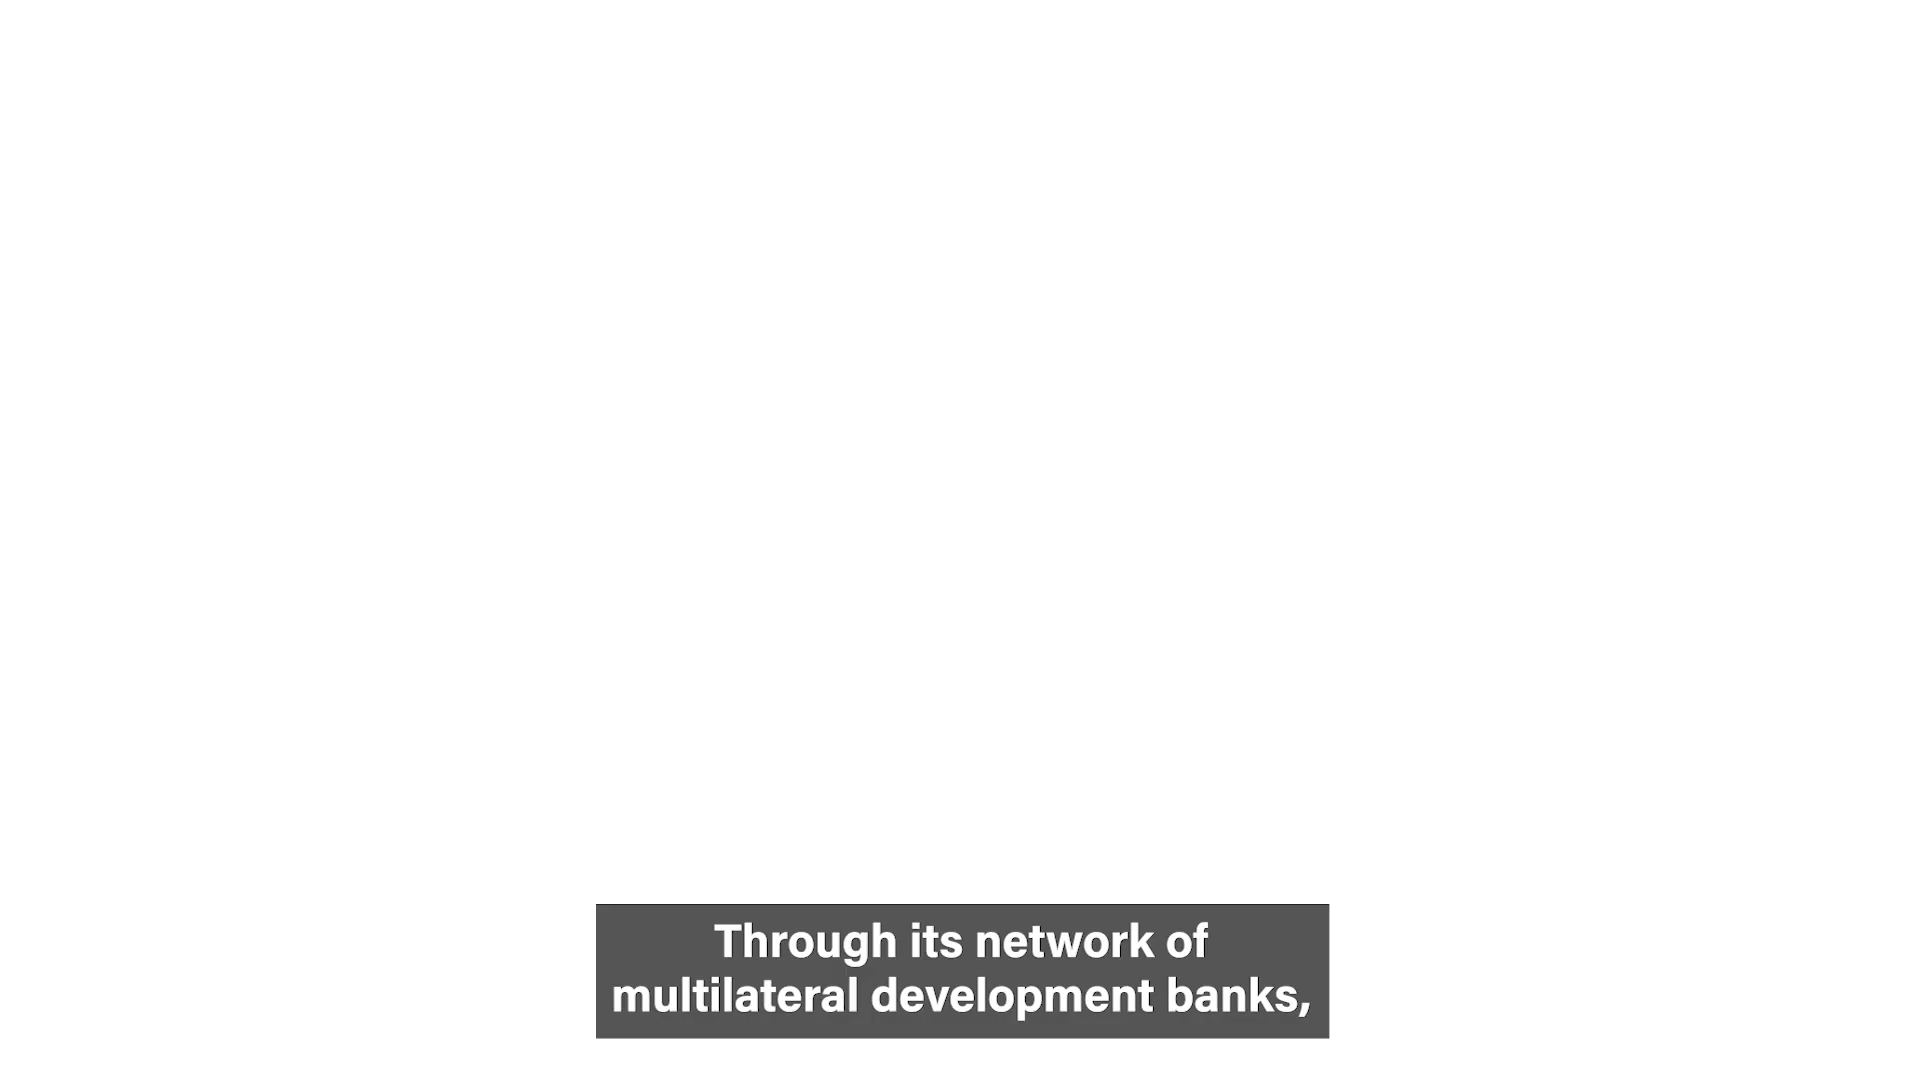 Through its network of
multilateral development banks,